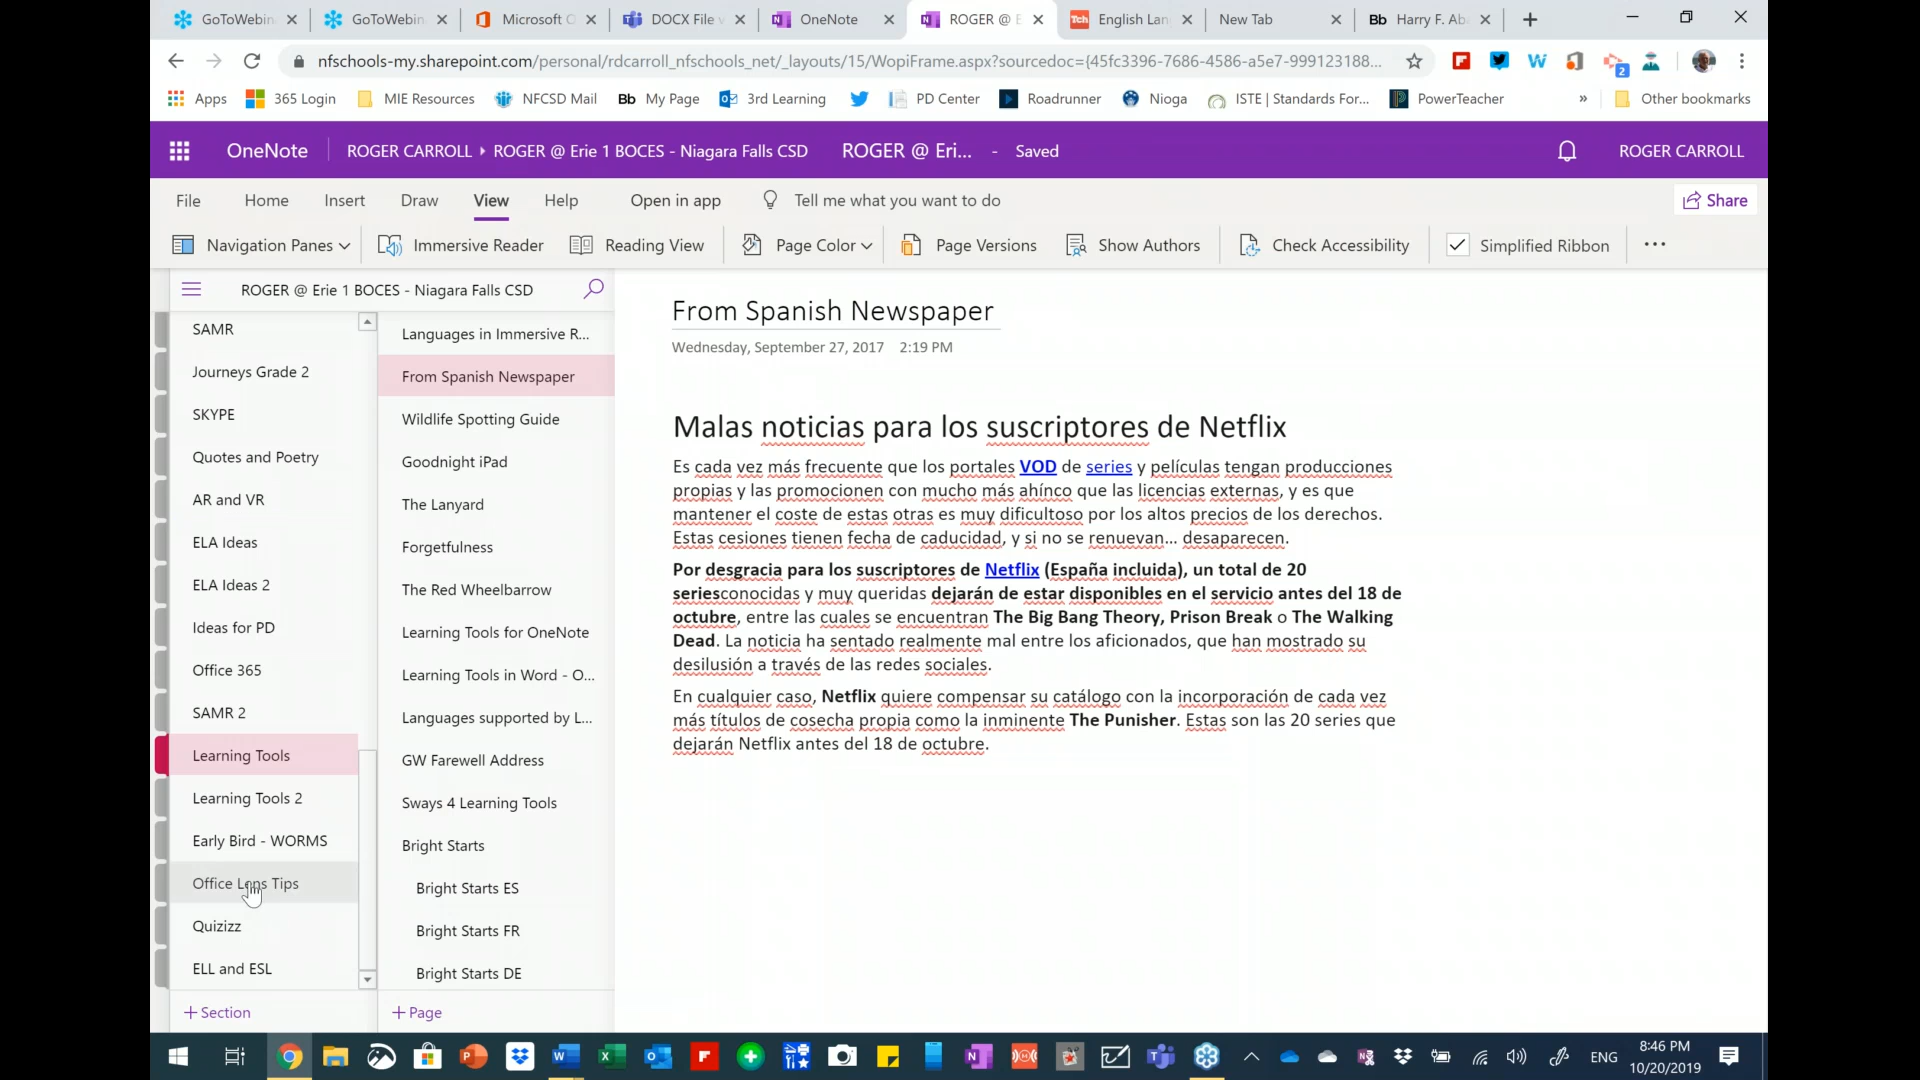 GoToWebin
GoToWebin
Microsoft O
DOCX File v
OneNote
ROGER @ E
Tch
English Lan
New Tab
Bb
Harry F. Ab
nfschools-my.sharepoint.com/personal/rdcarroll_nfschools_net/_layouts/15/WopiFrame.aspx?sourcedoc={45fc3396-7686-4586-a5e7-999123188...
2
Apps
365 Login
MIE Resources
NFCSD Mail
Bb My Page
3rd Learning
PD Center
Roadrunner
Nioga
ISTE | Standards For...
PowerTeacher
»
Other bookmarks
OneNote
ROGER CARROLL ▸ ROGER @ Erie 1 BOCES - Niagara Falls CSD
ROGER @ Eri... - Saved
ROGER CARROLL
File
Home
Insert
Draw
View
Help
Open in app
Tell me what you want to do
Share
Navigation Panes
Immersive Reader
Reading View
Page Color
Page Versions
Show Authors
Check Accessibility
Simplified Ribbon
...
ROGER @ Erie 1 BOCES - Niagara Falls CSD
SAMR
Journeys Grade 2
SKYPE
Quotes and Poetry
AR and VR
ELA Ideas
ELA Ideas 2
Ideas for PD
Office 365
SAMR 2
Learning Tools
Learning Tools 2
Early Bird - WORMS
Office Lens Tips
Quizizz
ELL and ESL
+ Section
Languages in Immersive R...
From Spanish Newspaper
Wildlife Spotting Guide
Goodnight iPad
The Lanyard
Forgetfulness
The Red Wheelbarrow
Learning Tools for OneNote
Learning Tools in Word - O...
Languages supported by L...
GW Farewell Address
Sways 4 Learning Tools
Bright Starts
Bright Starts ES
Bright Starts FR
Bright Starts DE
+ Page
From Spanish Newspaper
Wednesday, September 27, 2017 2:19 PM
Malas noticias para los suscriptores de Netflix
Es cada vez más frecuente que los portales VOD de series y películas tengan producciones
propias y las promocionen con mucho más ahínco que las licencias externas, y es que
mantener el coste de estas otras es muy dificultoso por los altos precios de los derechos.
Estas cesiones tienen fecha de caducidad, y si no se renuevan... desaparecen.
Por desgracia para los suscriptores de Netflix (España incluida), un total de 20
seriesconocidas y muy queridas dejarán de estar disponibles en el servicio antes del 18 de
octubre, entre las cuales se encuentran The Big Bang Theory, Prison Break o The Walking
Dead. La noticia ha sentado realmente mal entre los aficionados, que han mostrado su
desilusión a través de las redes sociales.
En cualquier caso, Netflix quiere compensar su catálogo con la incorporación de cada vez
más títulos de cosecha propia como la inminente The Punisher. Estas son las 20 series que
dejarán Netflix antes del 18 de octubre.
ENG
8:46 PM
10/20/2019